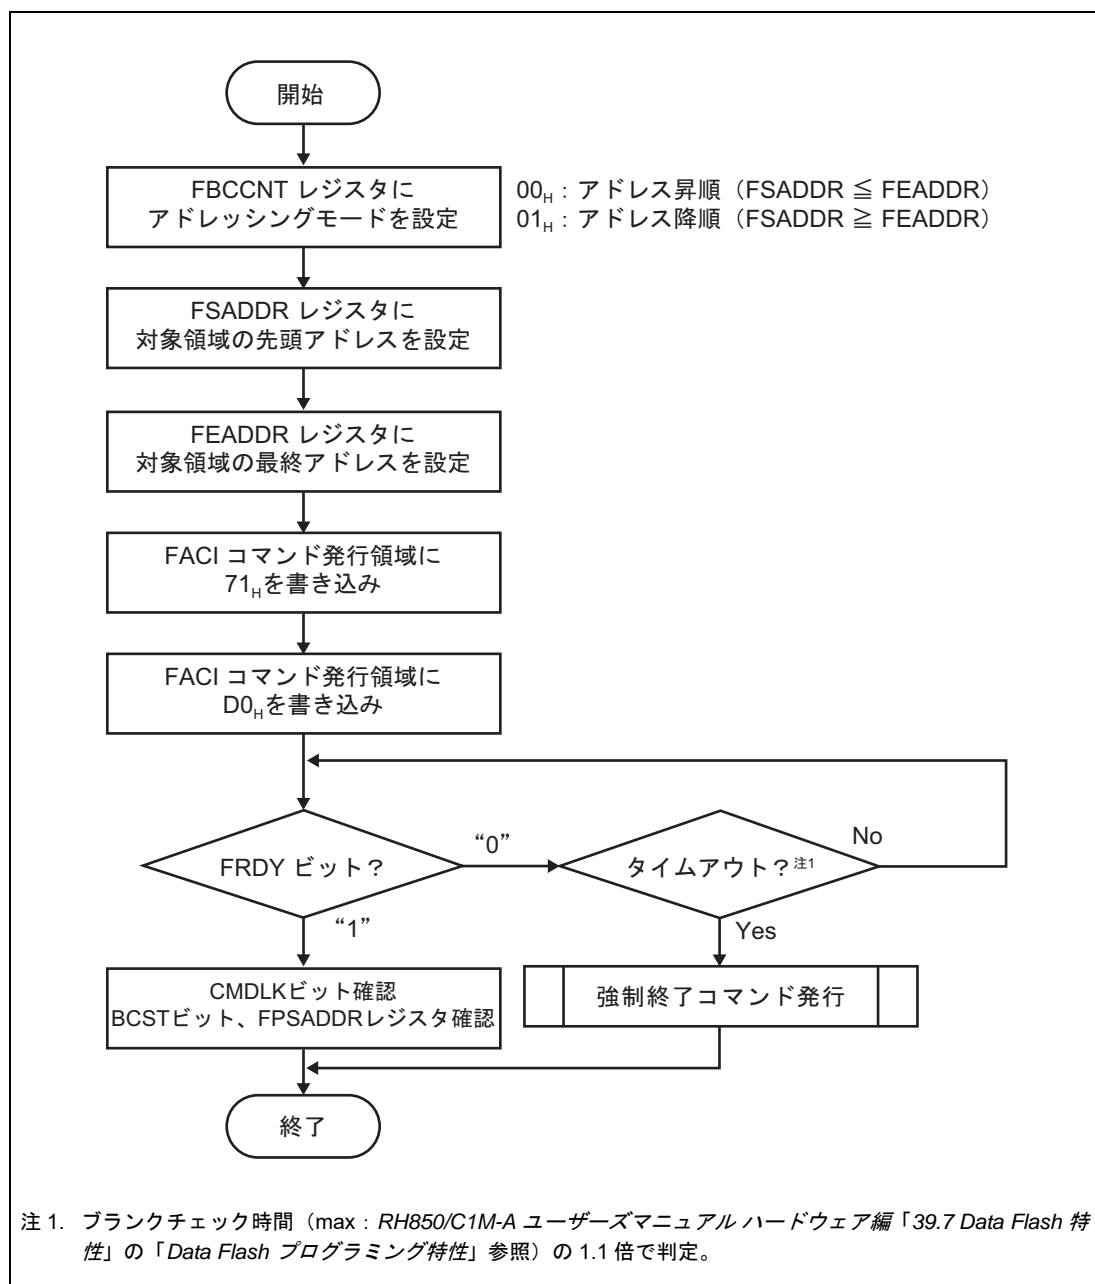 開始
FBCCNT レジスタに
アドレッシングモードを設定
00H：アドレス昇順（FSADDR ≦ FEADDR）
01H：アドレス降順（FSADDR ≧ FEADDR）
FSADDR レジスタに
対象領域の先頭アドレスを設定
FEADDR レジスタに
対象領域の最終アドレスを設定
FACI コマンド発行領域に
71Hを書き込み
FACI コマンド発行領域に
D0Hを書き込み
FRDY ビット？
“0”
タイムアウト？注1
No
“1”
Yes
CMDLKビット確認
BCSTビット、FPSADDRレジスタ確認
強制終了コマンド発行
終了
注 1. ブランクチェック時間（max：RH850/C1M-A ユーザーズマニュアル ハードウェア編「39.7 Data Flash 特
性」の「Data Flash プログラミング特性」参照）の 1.1 倍で判定。